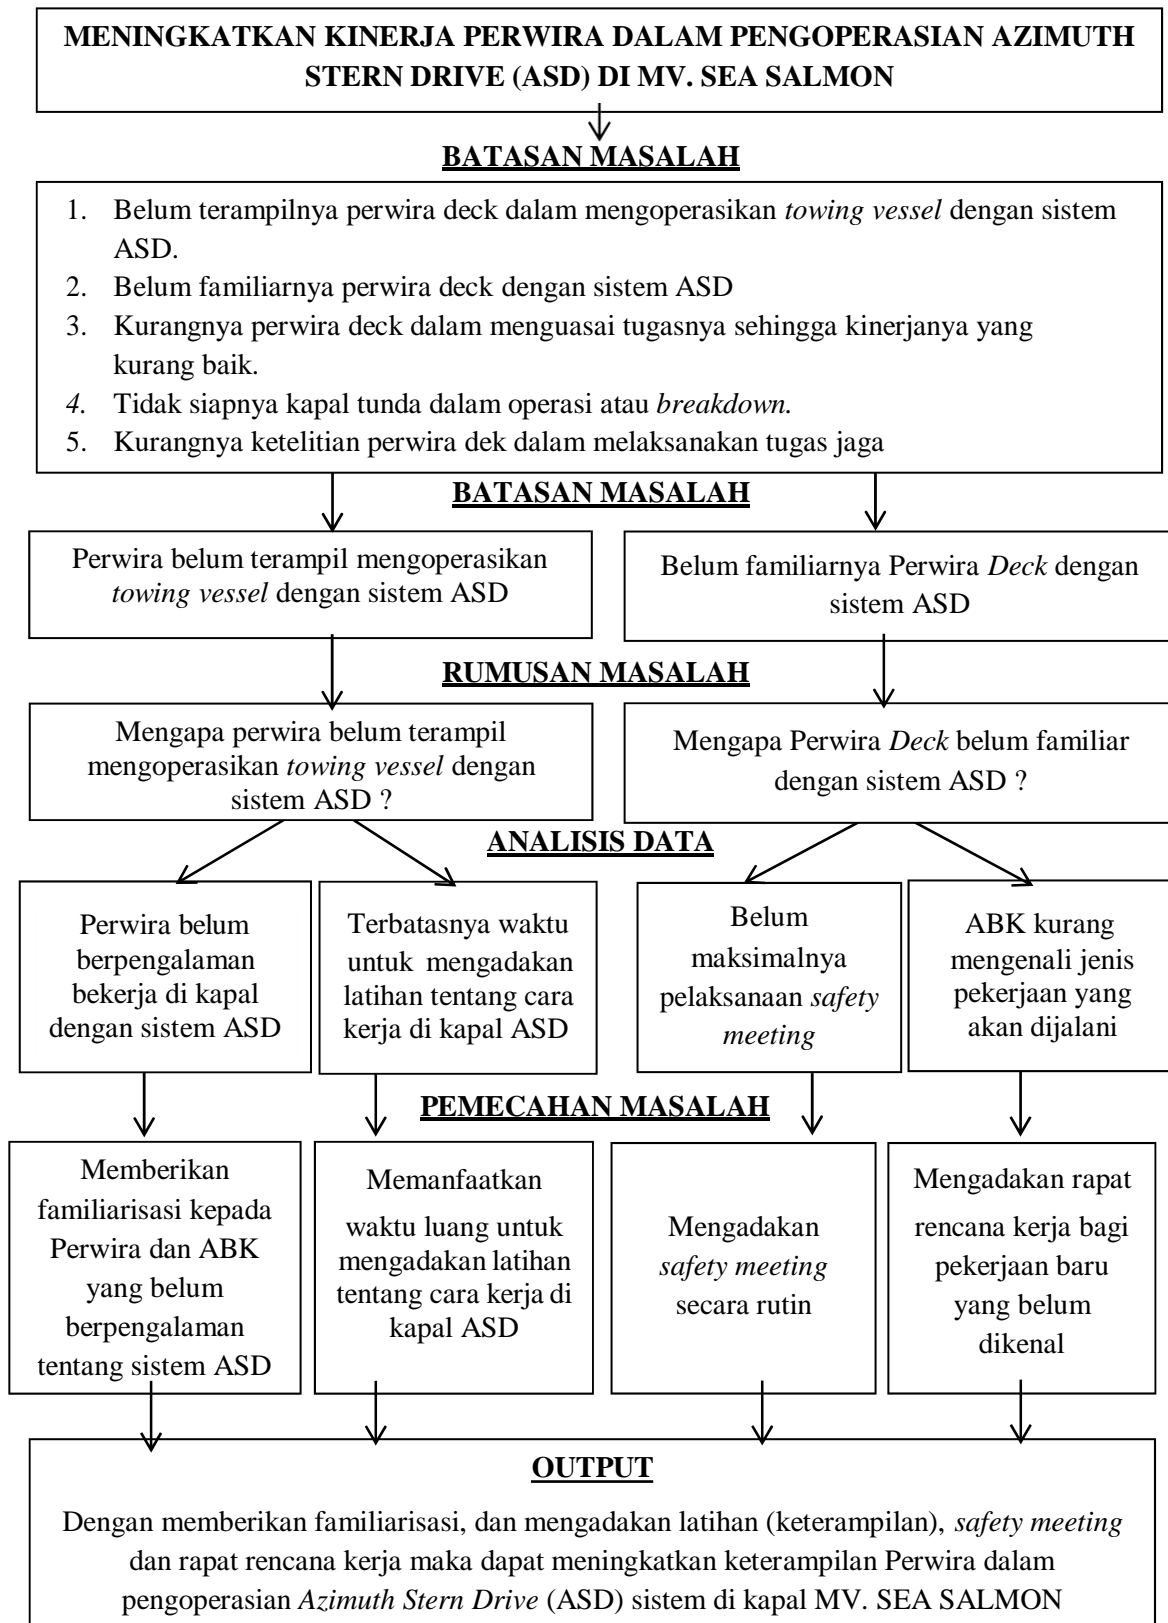 MENINGKATKAN KINERJA PERWIRA DALAM PENGOPERASIAN AZIMUTH
STERN DRIVE (ASD) DI MV. SEA SALMON
BATASAN MASALAH
1. Belum terampilnya perwira deck dalam mengoperasikan towing vessel dengan sistem
ASD.
2. Belum familiarnya perwira deck dengan sistem ASD
3. Kurangnya perwira deck dalam menguasai tugasnya sehingga kinerjanya yang
kurang baik.
4. Tidak siapnya kapal tunda dalam operasi atau breakdown.
5. Kurangnya ketelitian perwira dek dalam melaksanakan tugas jaga
BATASAN MASALAH
Perwira belum terampil mengoperasikan
towing vessel dengan sistem ASD
Belum familiarnya Perwira Deck dengan
sistem ASD
RUMUSAN MASALAH
Mengapa perwira belum terampil
mengoperasikan towing vessel dengan
sistem ASD ?
Mengapa Perwira Deck belum familiar
dengan sistem ASD ?
ANALISIS DATA
Perwira belum
berpengalaman
bekerja di kapal
dengan sistem ASD
Terbatasnya waktu
untuk mengadakan
latihan tentang cara
kerja di kapal ASD
Belum
maksimalnya
pelaksanaan safety
meeting
ABK kurang
mengenali jenis
pekerjaan yang
akan dijalani
PEMECAHAN MASALAH
Memberikan
familiarisasi kepada
Perwira dan ABK
yang belum
berpengalaman
tentang sistem ASD
Memanfaatkan
waktu luang untuk
mengadakan latihan
tentang cara kerja di
kapal ASD
Mengadakan
safety meeting
secara rutin
Mengadakan rapat
rencana kerja bagi
pekerjaan baru
yang belum
dikenal
OUTPUT
Dengan memberikan familiarisasi, dan mengadakan latihan (keterampilan), safety meeting
dan rapat rencana kerja maka dapat meningkatkan keterampilan Perwira dalam
pengoperasian Azimuth Stern Drive (ASD) sistem di kapal MV. SEA SALMON